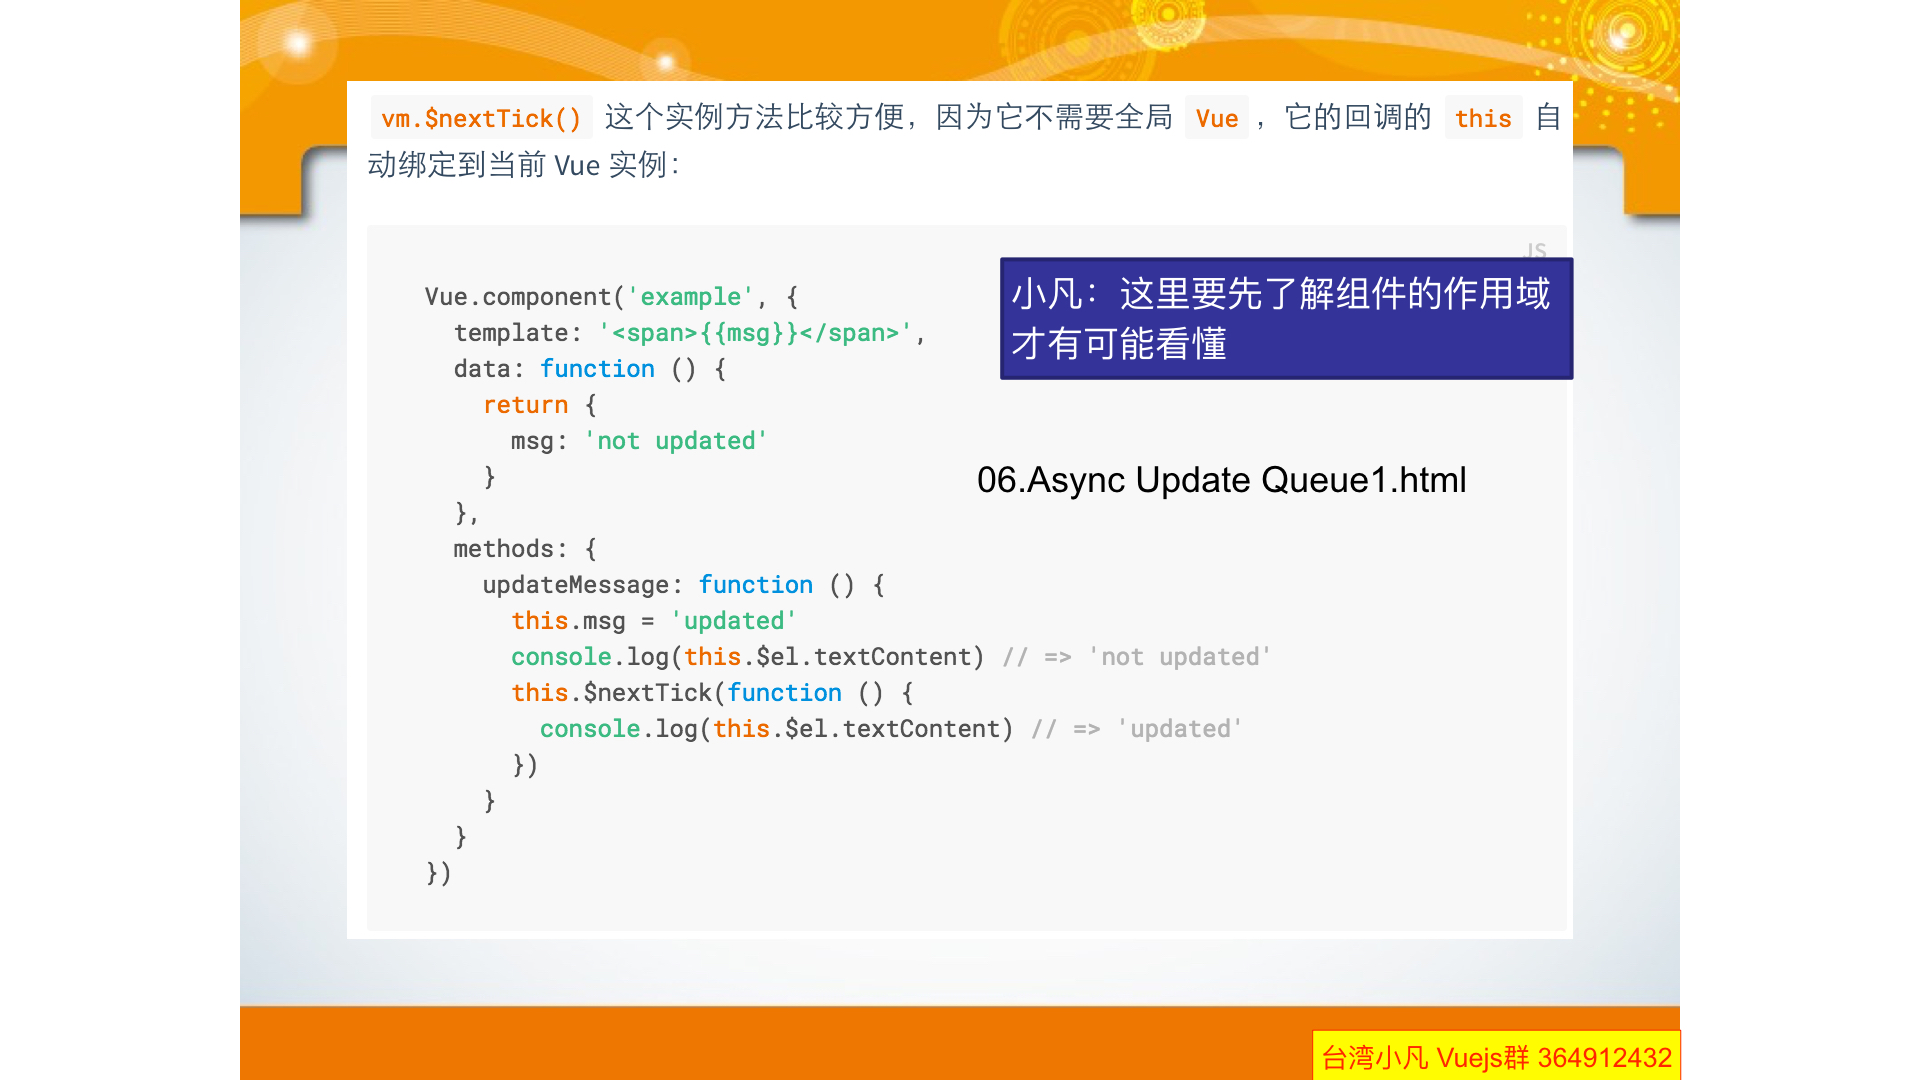 vm.$nextTick() 这个实例方法比较方便，因为它不需要全局 Vue ，它的回调的 this 自
动绑定到当前 Vue 实例：
JS
小凡：这里要先了解组件的作用域
才有可能看懂
Vue.component('example', {
  template: '<span>{{msg}}</span>',
  data: function () {
    return {
      msg: 'not updated'
    }
  },
06.Async Update Queue1.html
  methods: {
    updateMessage: function () {
      this.msg = 'updated'
      console.log(this.$el.textContent) // => 'not updated'
      this.$nextTick(function () {
        console.log(this.$el.textContent) // => 'updated'
      })
    }
  }
})
台湾小凡 Vuejs群 364912432